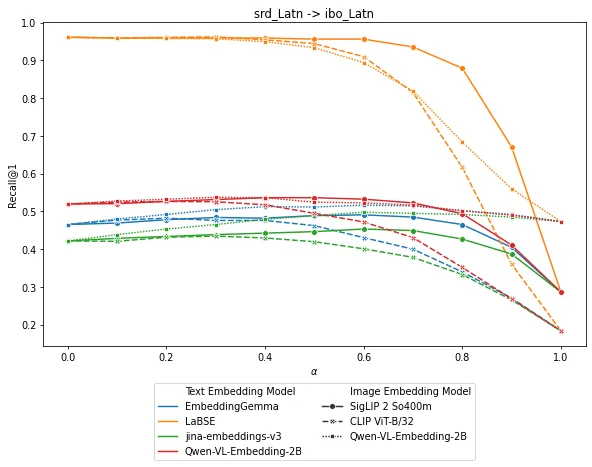 srd_Latn -> ibo_Latn
Recall@1
1.0
0.9
0.8
0.7
0.6
0.5
0.4
0.3
0.2
0.0 0.2 0.4 0.6 0.8 1.0
α
Text Embedding Model Image Embedding Model
EmbeddingGemma SigLIP 2 So400m
LaBSE CLIP ViT-B/32
jina-embeddings-v3 Qwen-VL-Embedding-2B
Qwen-VL-Embedding-2B